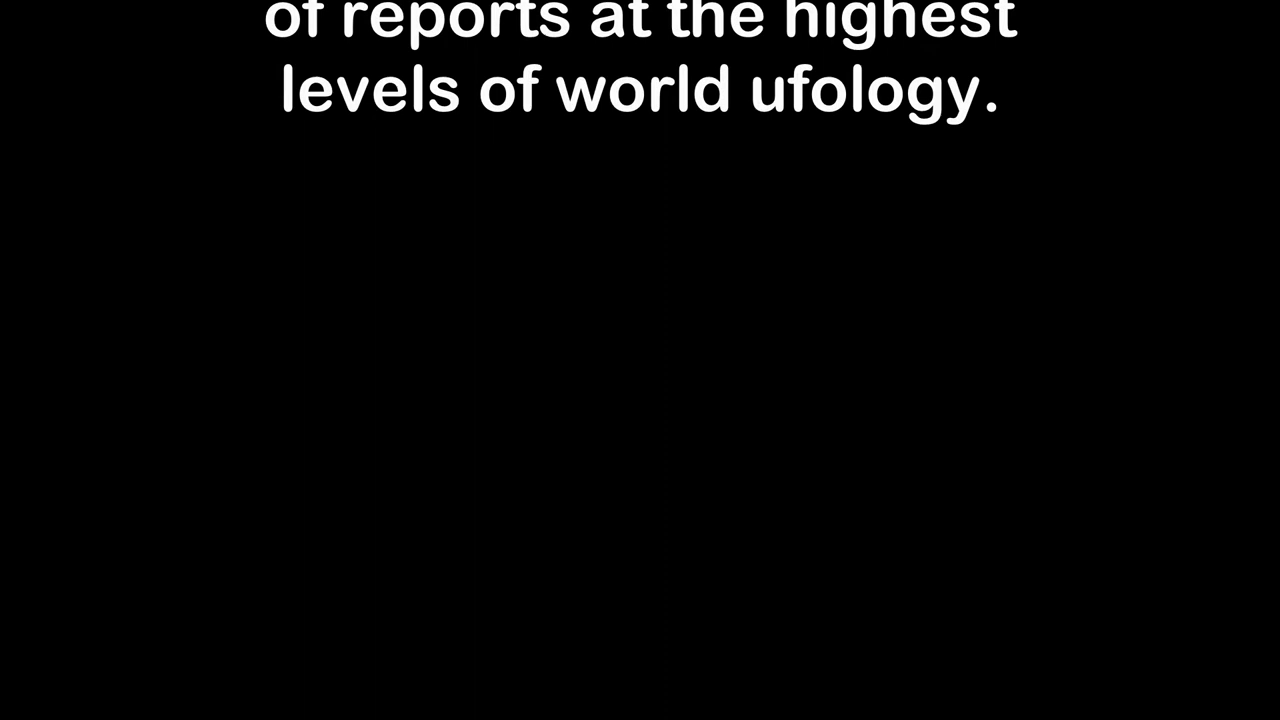 of reports at the highest
levels of world ufology.